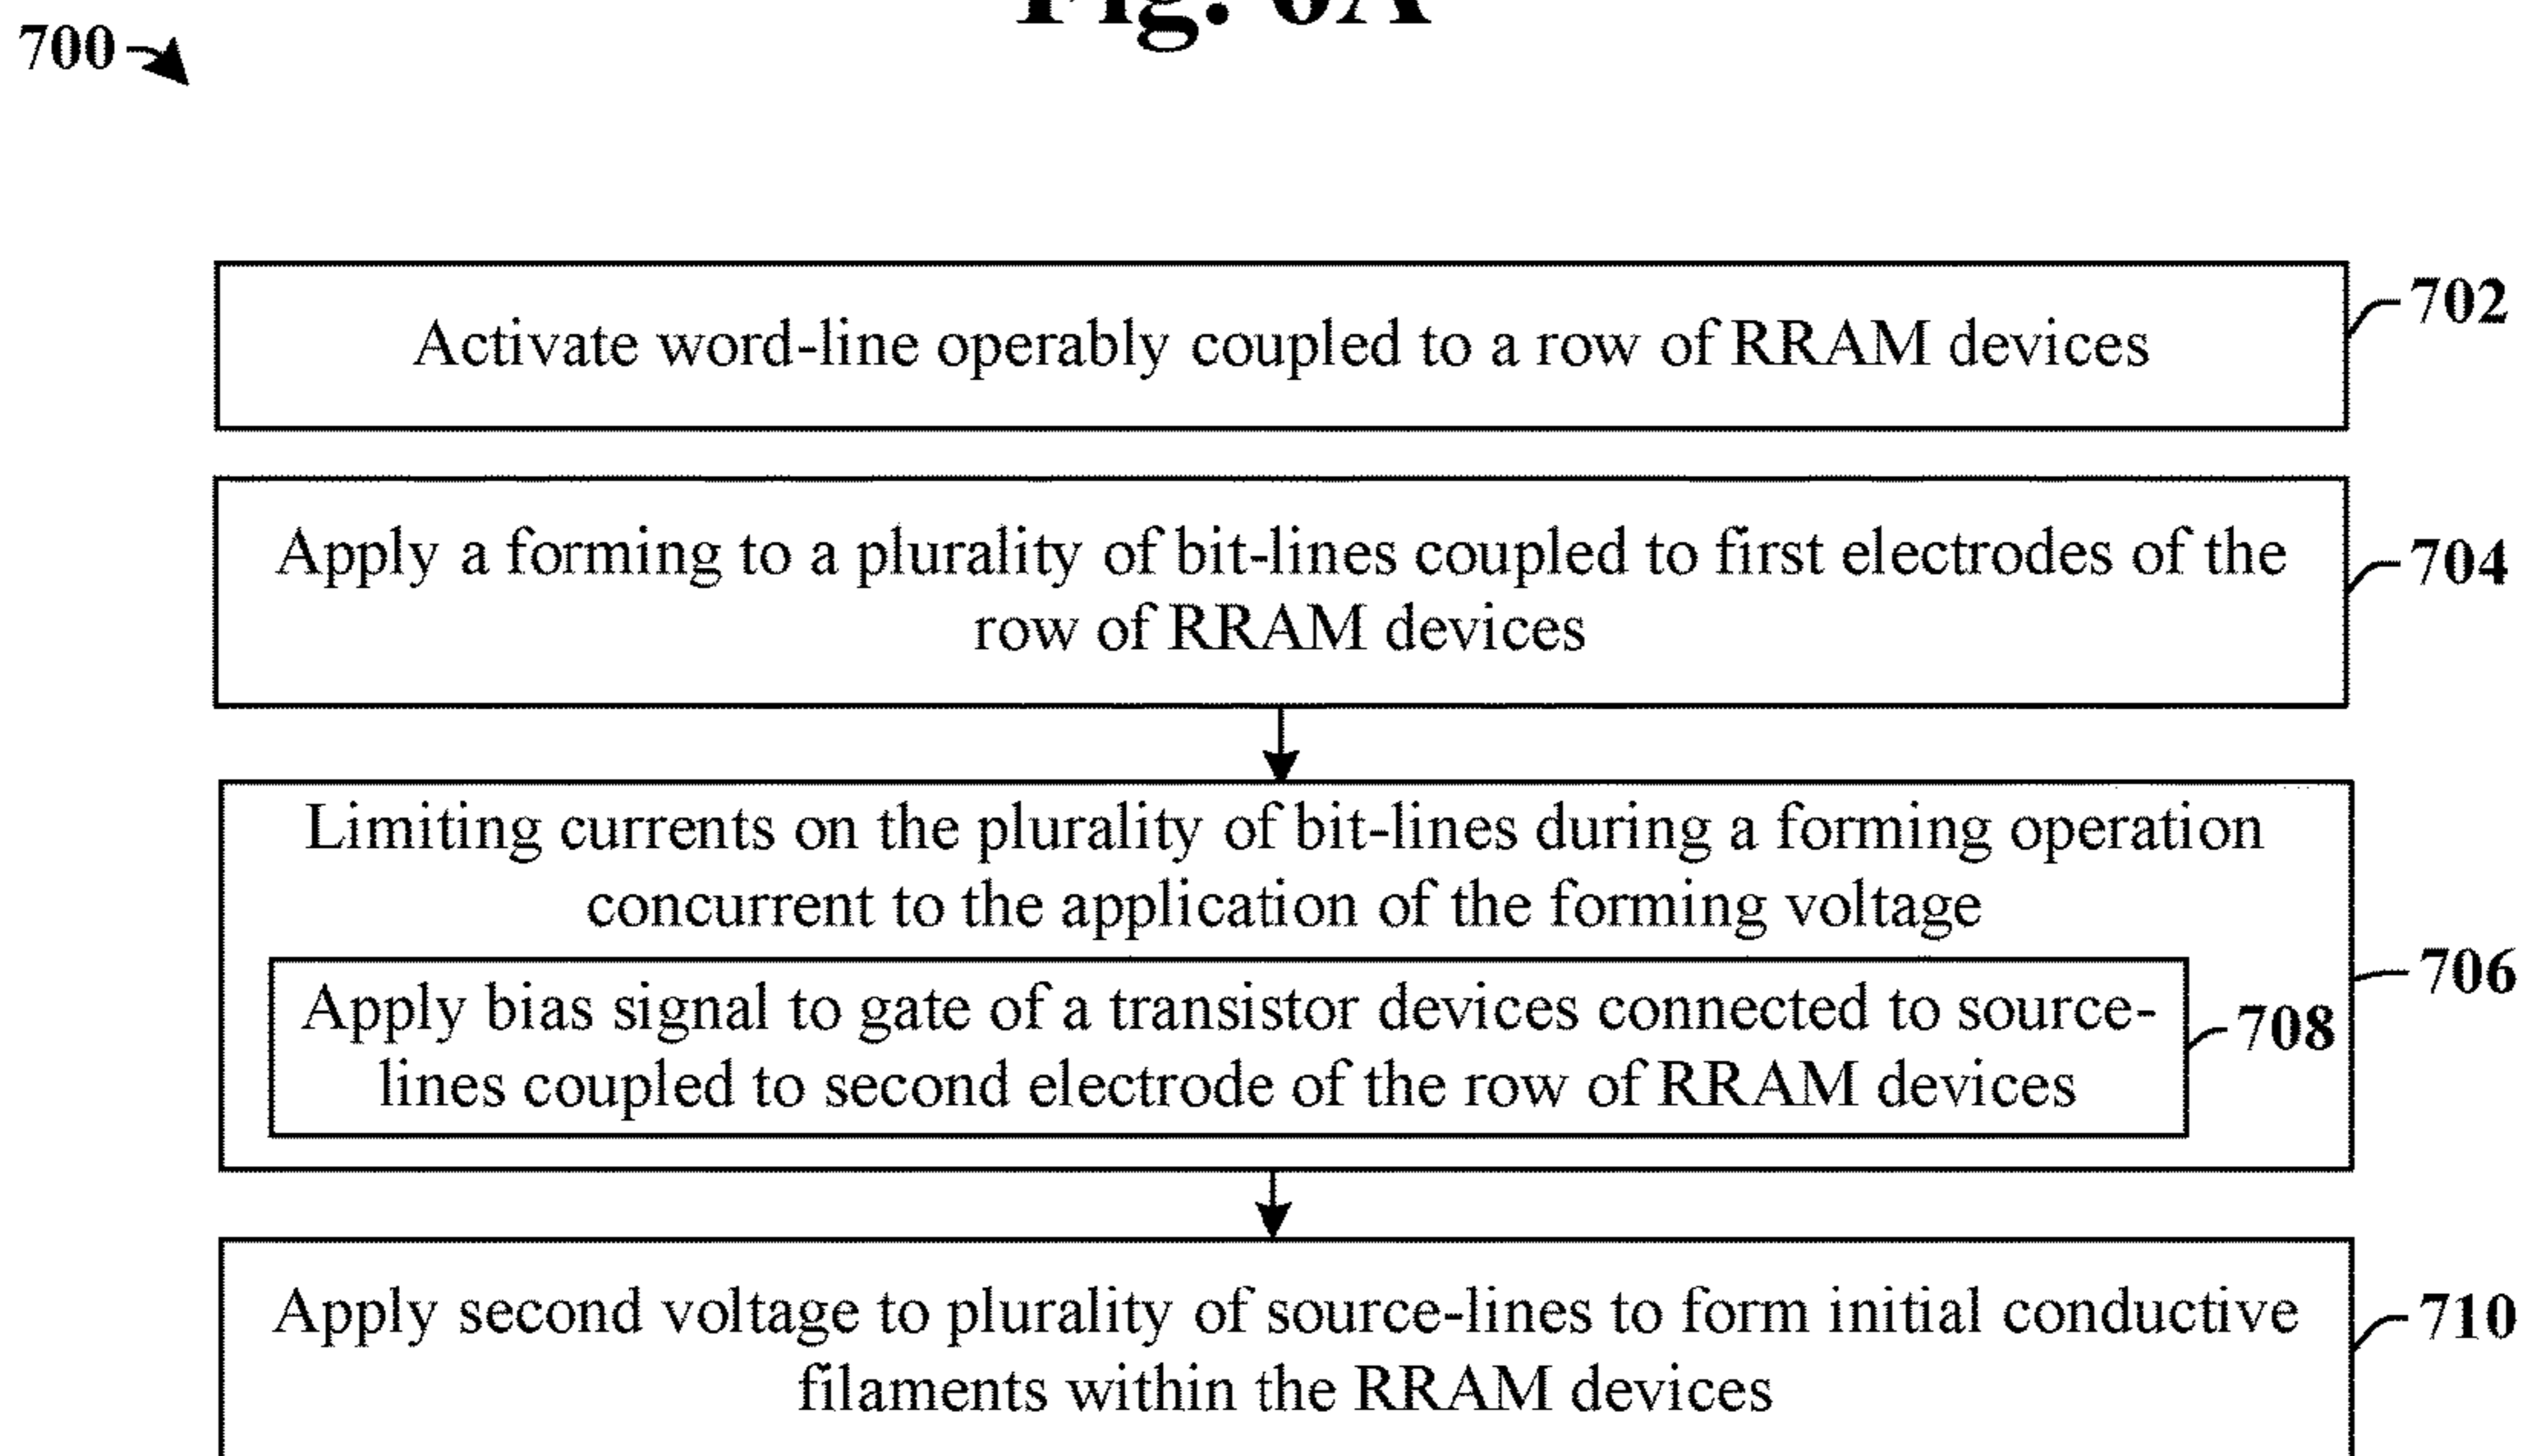 Fig. 6A
700
Activate word-line operably coupled to a row of RRAM devices
702
Apply a forming to a plurality of bit-lines coupled to first electrodes of the
row of RRAM devices
704
Limiting currents on the plurality of bit-lines during a forming operation
concurrent to the application of the forming voltage
706
Apply bias signal to gate of a transistor devices connected to source-
lines coupled to second electrode of the row of RRAM devices
708
Apply second voltage to plurality of source-lines to form initial conductive
filaments within the RRAM devices
710